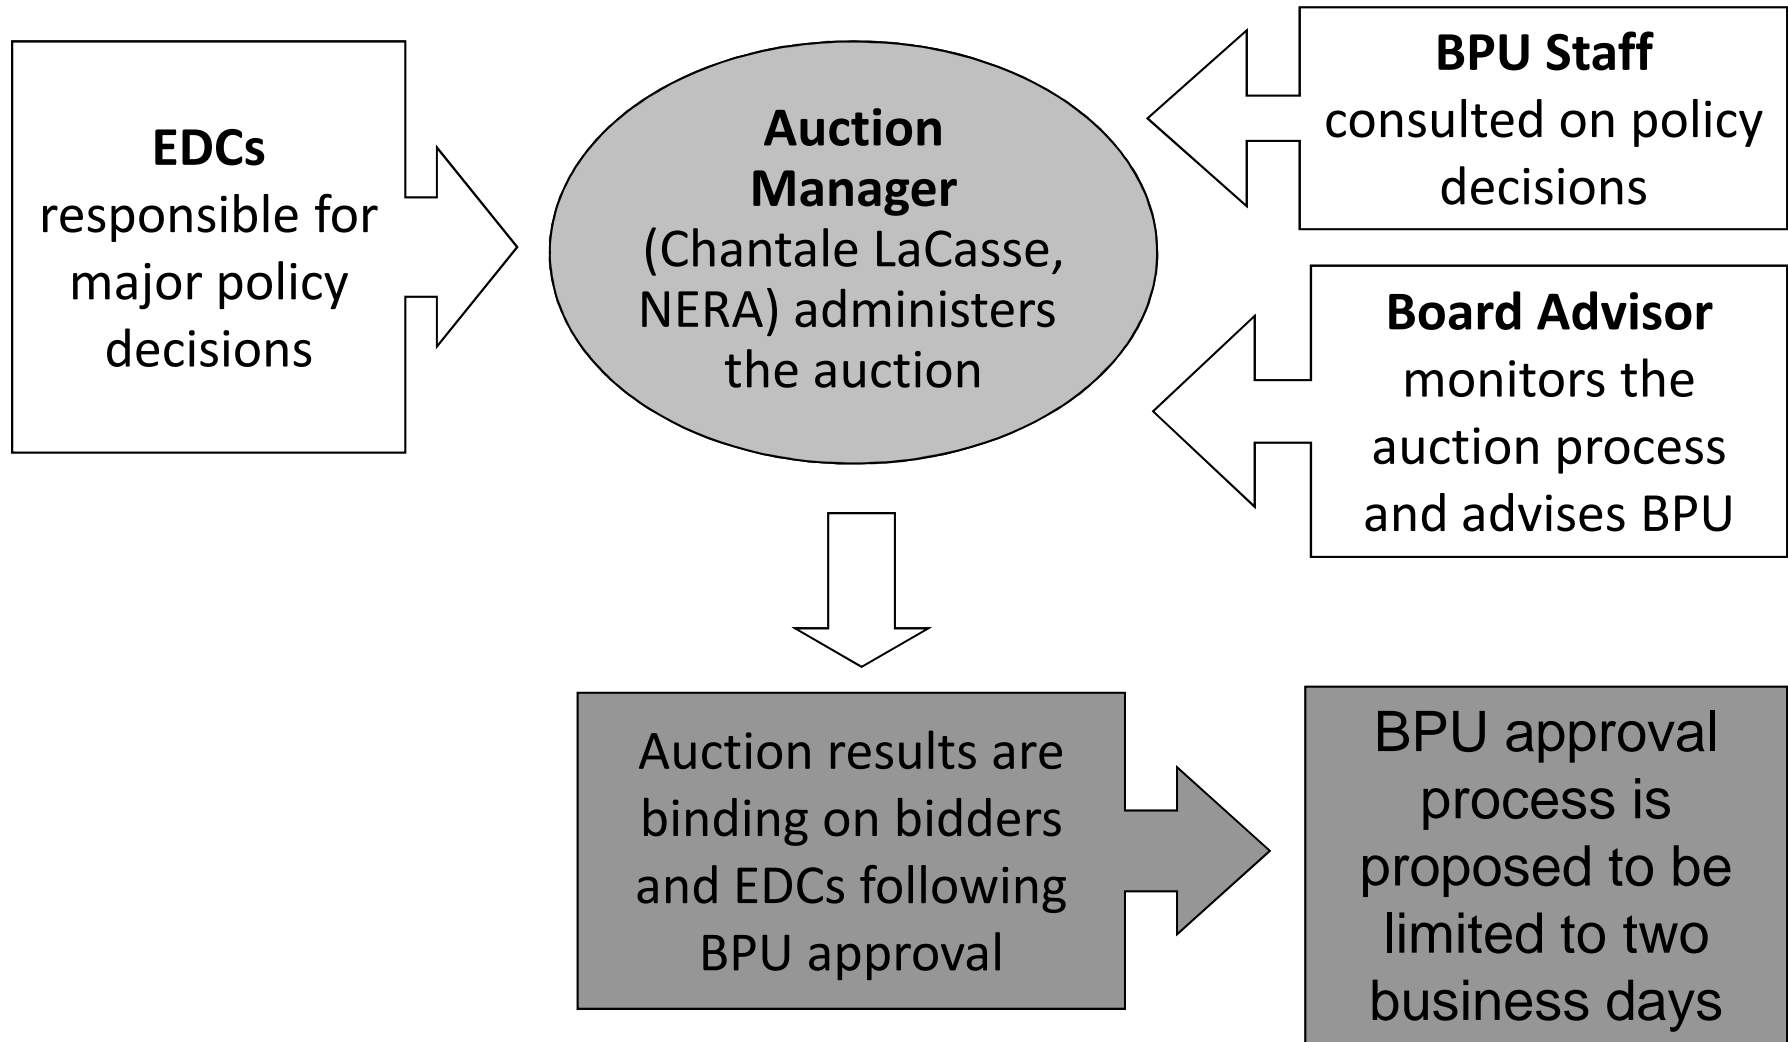 EDCs
responsible for
major policy
decisions
Auction
Manager
(Chantale LaCasse,
NERA) administers
the auction
BPU Staff
consulted on policy
decisions
Board Advisor
monitors the
auction process
and advises BPU
Auction results are
binding on bidders
and EDCs following
BPU approval
BPU approval
process is
proposed to be
limited to two
business days